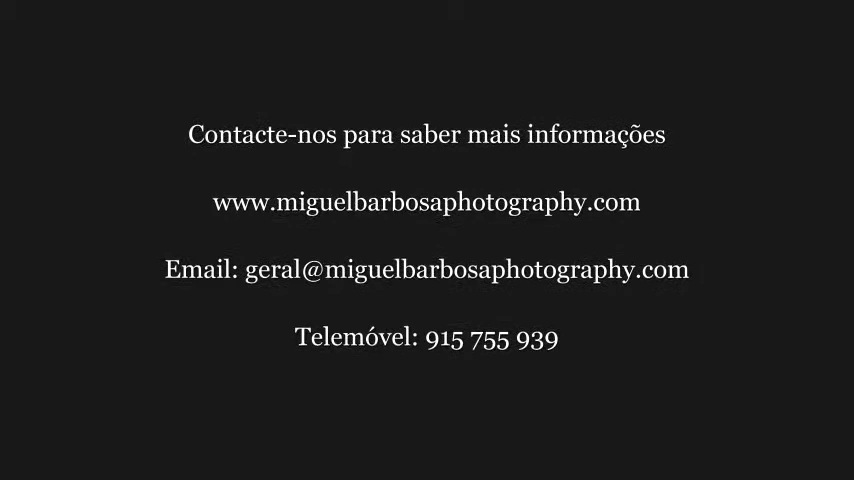 Contacte-nos para saber mais informações
www.miguelbarbosaphotography.com
Email: geral@miguelbarbosaphotography.com
Telemóvel: 915 755 939